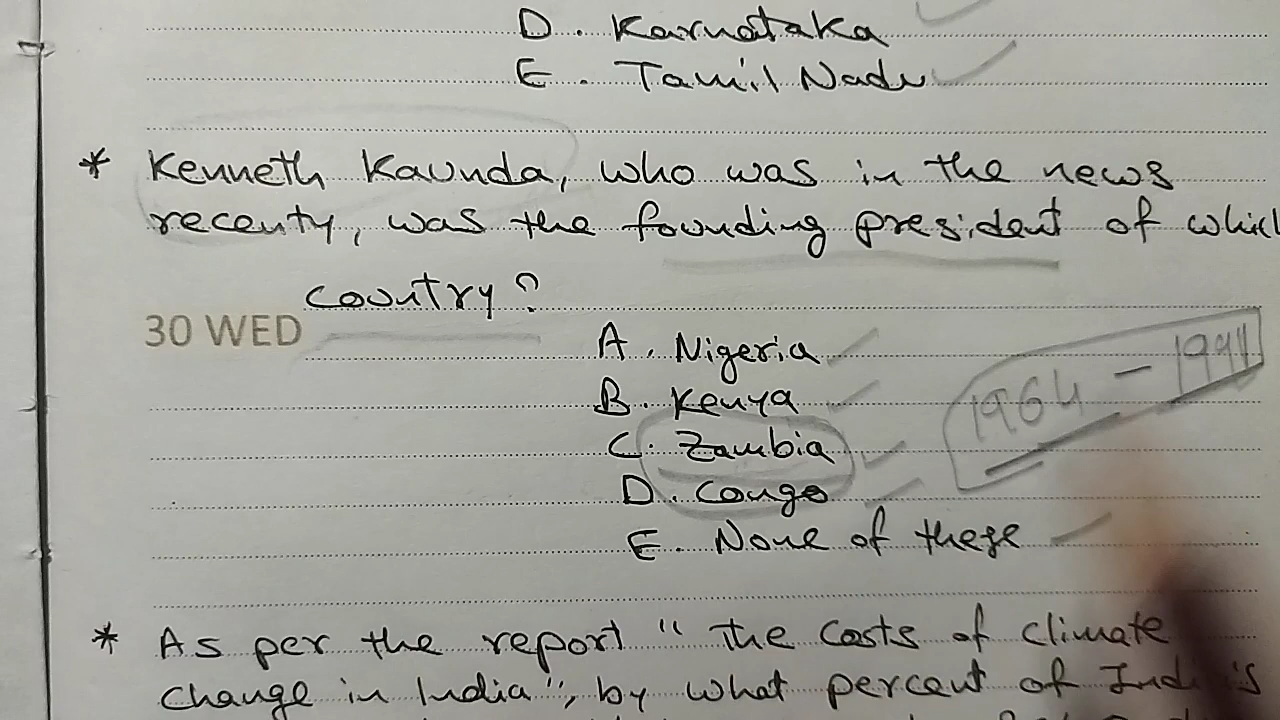 D. Karnataka
E. Tamil Nadu
* Kenneth Kaunda, who was in the news
recenty, was the founding president of which
country?
30 WED
A. Nigeria
B. Kenya
1964 - 1991
C. Zambia
D. Congo
E. None of these
* As per the report "The Costs of climate
change in India", by what percent of India's